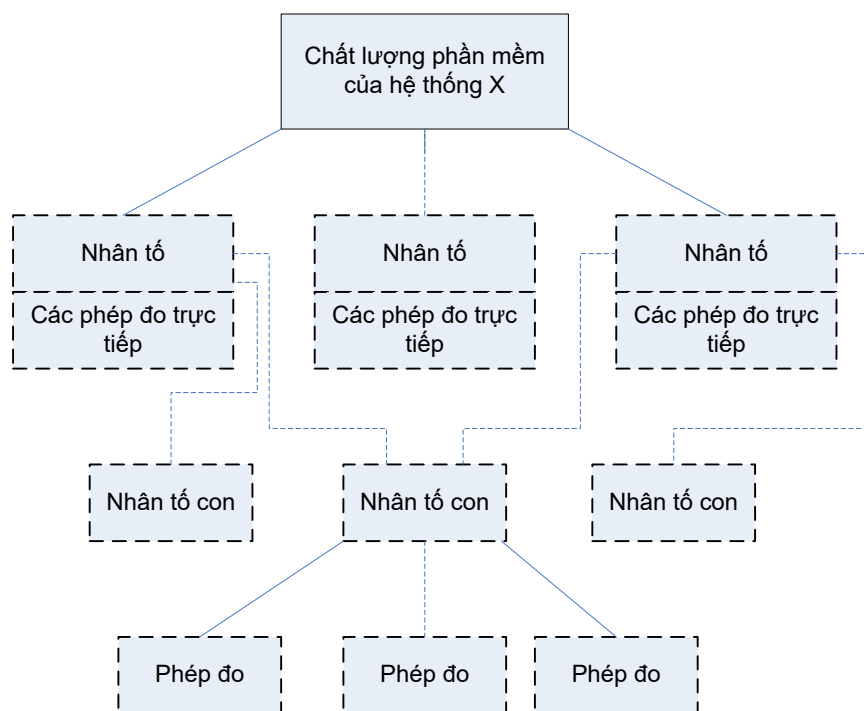 Chất lượng phần mềm
của hệ thống X
Nhân tố
Nhân tố
Nhân tố
Các phép đo trực
tiếp
Các phép đo trực
tiếp
Các phép đo trực
tiếp
Nhân tố con
Nhân tố con
Nhân tố con
Phép đo
Phép đo
Phép đo